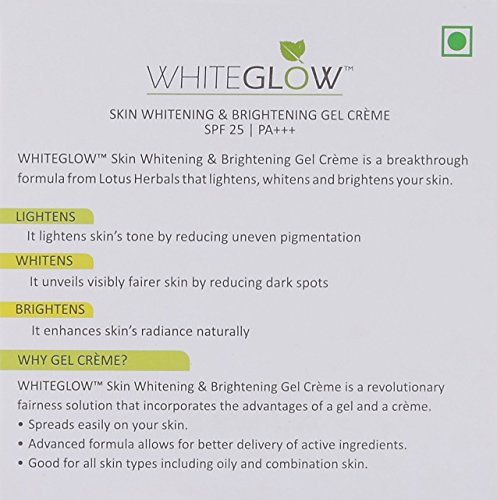 WHITEGLOW™
SKIN WHITENING & BRIGHTENING GEL CRÈME
SPF 25 | PA+++
WHITEGLOW™ Skin Whitening & Brightening Gel Crème is a breakthrough
formula from Lotus Herbals that lightens, whitens and brightens your skin.
LIGHTENS
It lightens skin's tone by reducing uneven pigmentation
WHITENS
It unveils visibly fairer skin by reducing dark spots
BRIGHTENS
It enhances skin's radiance naturally
WHY GEL CRÈME?
WHITEGLOW™ Skin Whitening & Brightening Gel Crème is a revolutionary
fairness solution that incorporates the advantages of a gel and a crème.
• Spreads easily on your skin.
• Advanced formula allows for better delivery of active ingredients.
• Good for all skin types including oily and combination skin.